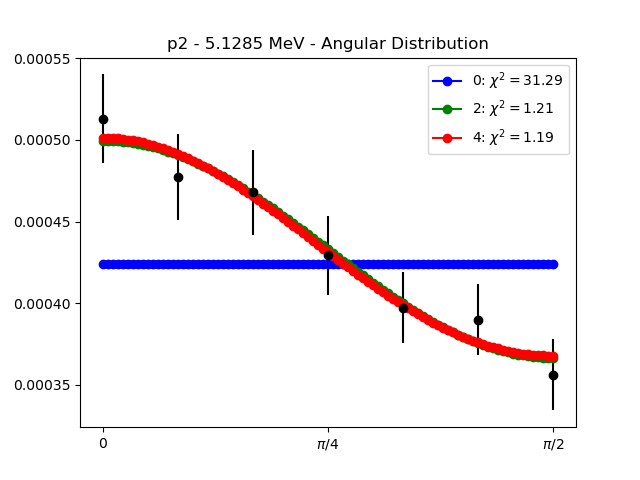 p2 - 5.1285 MeV - Angular Distribution
0.00055
0.00050
0.00045
0.00040
0.00035
0: χ² = 31.29
2: χ² = 1.21
4: χ² = 1.19
0
π/4
π/2